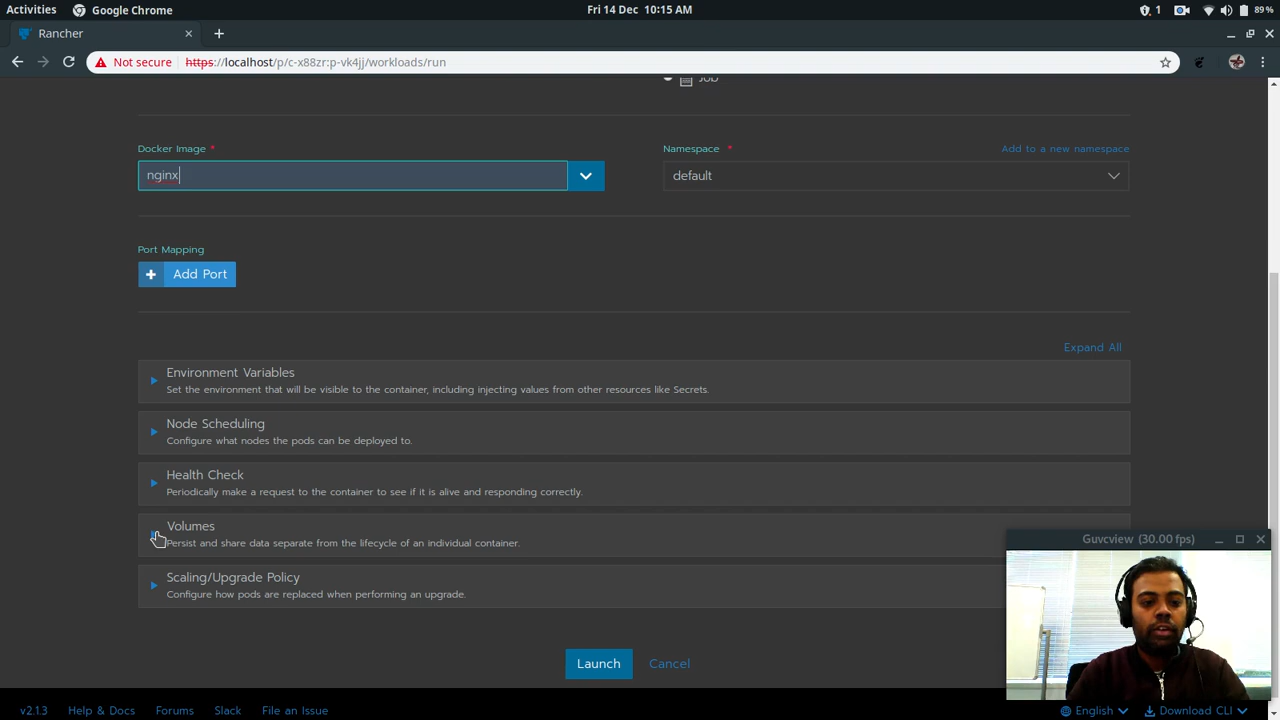 Activities
Google Chrome
Fri 14 Dec 10:15 AM
1
89 %
Rancher
Not secure
https://localhost/p/c-x88zr:p-vk4jj/workloads/run
Job
Docker Image *
Namespace *
Add to a new namespace
nginx
default
Port Mapping
Add Port
Expand All
Environment Variables
Set the environment that will be visible to the container, including injecting values from other resources like Secrets.
Node Scheduling
Configure what nodes the pods can be deployed to.
Health Check
Periodically make a request to the container to see if it is alive and responding correctly.
Volumes
Persist and share data separate from the lifecycle of an individual container.
Guvcview (30.00 fps)
Scaling/Upgrade Policy
Configure how pods are replaced when performing an upgrade.
Launch
Cancel
v2.1.3
Help & Docs
Forums
Slack
File an Issue
English
Download CLI